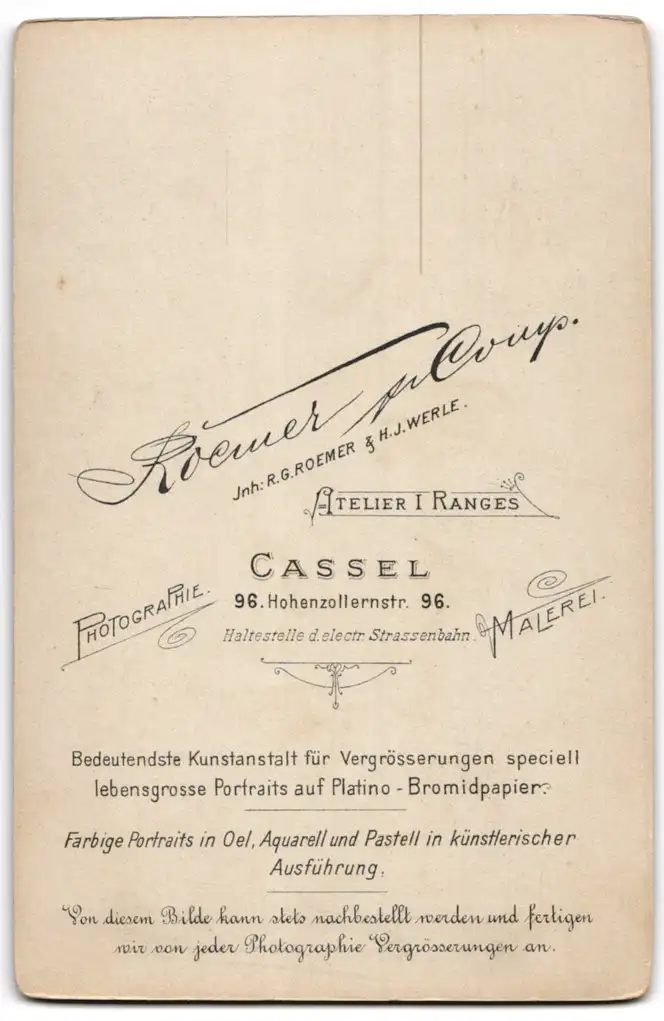 Roemer & Comp.
Jnh: R.G. ROEMER & H.J. WERLE.
ATELIER I RANGES
CASSEL
PHOTOGRAPHIE.
96. Hohenzollernstr. 96.
MALEREI.
Haltestelle d. electr. Strassenbahn.
Bedeutendste Kunstanstalt für Vergrösserungen speciell
lebensgrosse Portraits auf Platino - Bromidpapier.
Farbige Portraits in Oel, Aquarell und Pastell in künstlerischer
Ausführung.
Von diesem Bilde kann stets nachbestellt werden und fertigen
wir von jeder Photographie Vergrösserungen an.